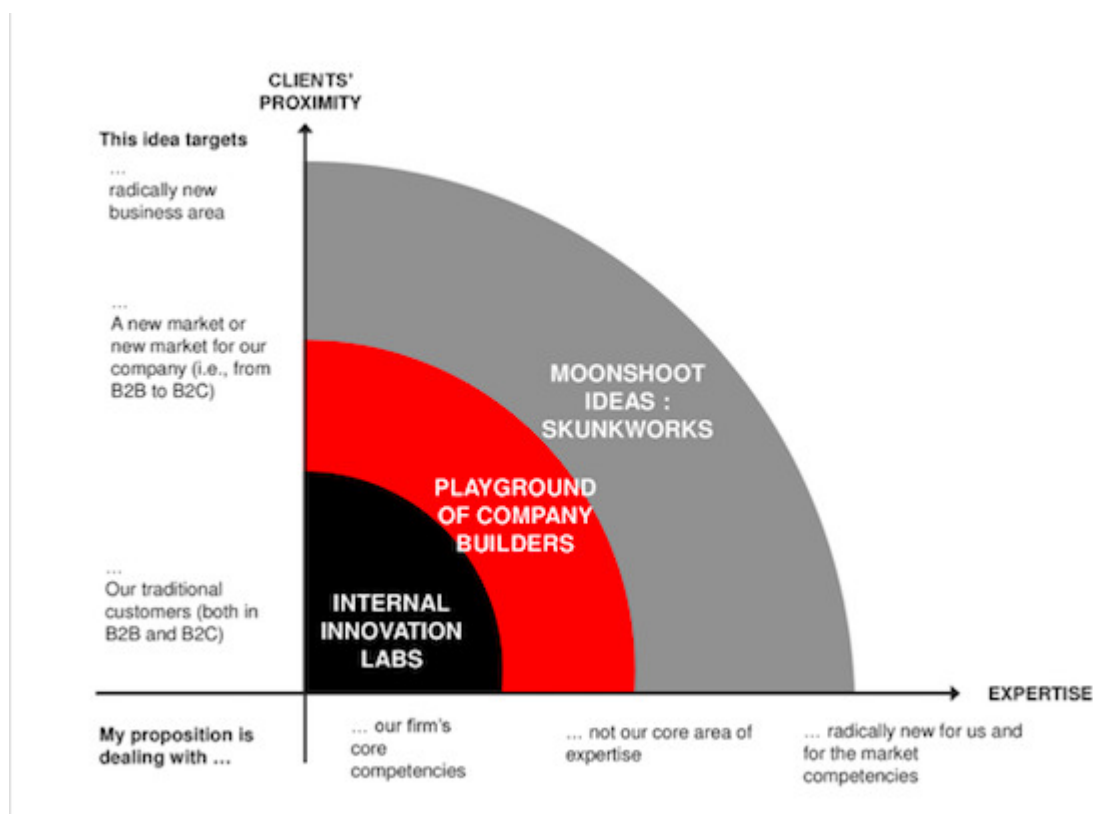 CLIENTS'
PROXIMITY
This idea targets
...
radically new
business area
...
A new market or
new market for our
company (i.e., from
B2B to B2C)
MOONSHOOT
IDEAS :
SKUNKWORKS
PLAYGROUND
OF COMPANY
BUILDERS
...
Our traditional
customers (both in
B2B and B2C)
INTERNAL
INNOVATION
LABS
EXPERTISE
My proposition is
dealing with ...
... our firm's
core
competencies
... not our core area of
expertise
... radically new for us and
for the market
competencies